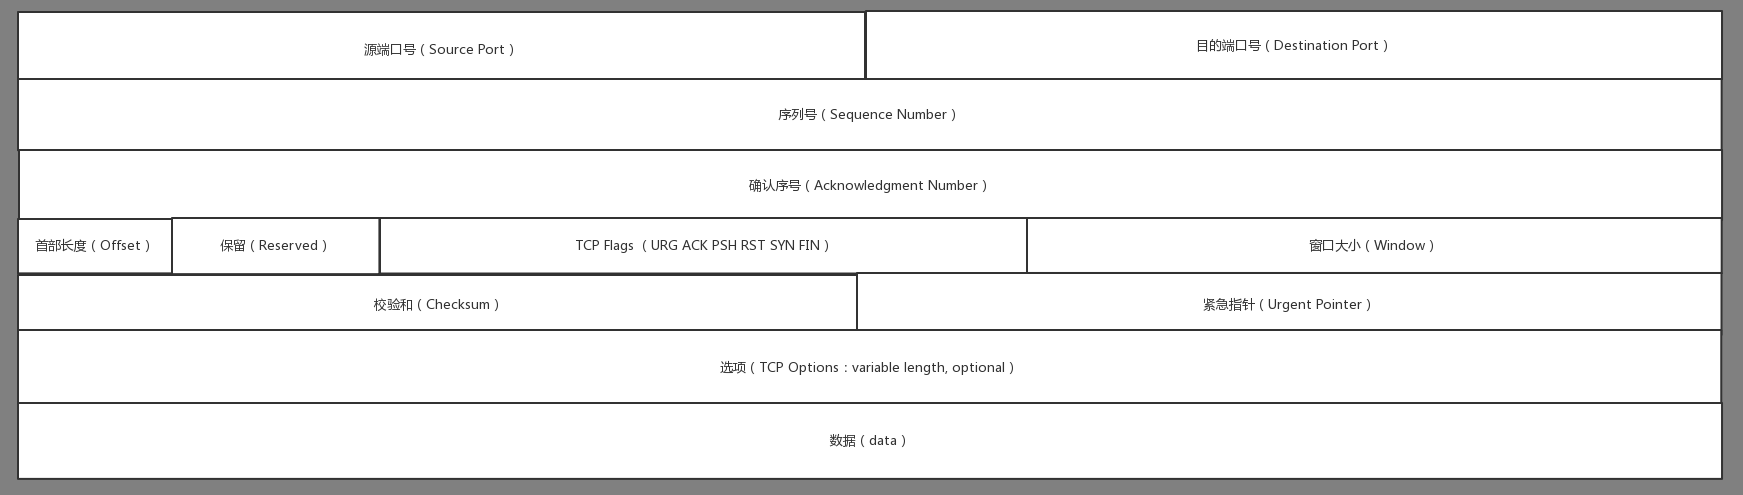 源端口号 ( Source Port )
目的端口号 ( Destination Port )
序列号 ( Sequence Number )
确认序号 ( Acknowledgment Number )
首部长度 ( Offset )
保留 ( Reserved )
TCP Flags ( URG ACK PSH RST SYN FIN )
窗口大小 ( Window )
校验和 ( Checksum )
紧急指针 ( Urgent Pointer )
选项 ( TCP Options : variable length, optional )
数据 ( data )